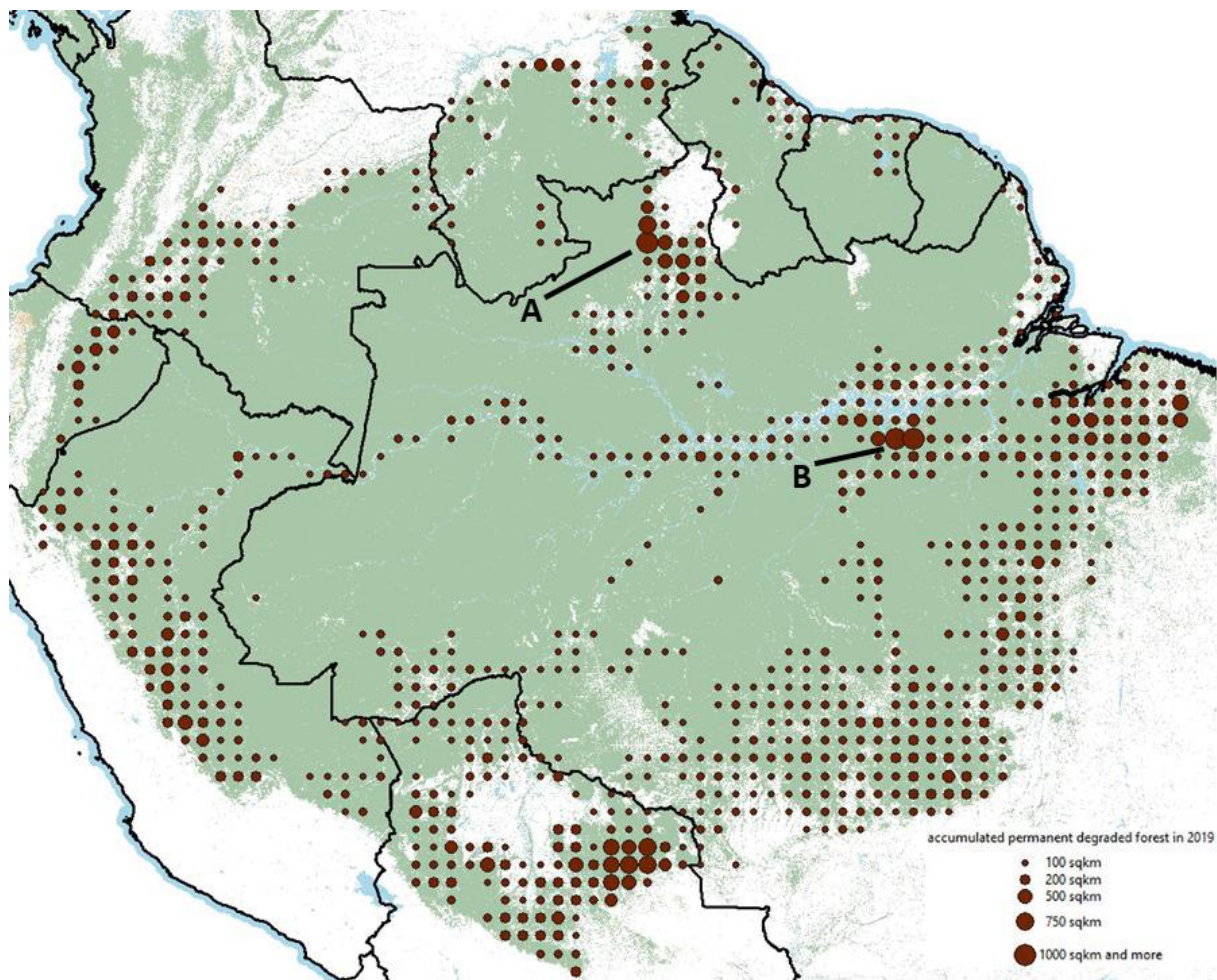 A
B
accumulated permanent degraded forest in 2019
100 sqkm
200 sqkm
500 sqkm
750 sqkm
1000 sqkm and more